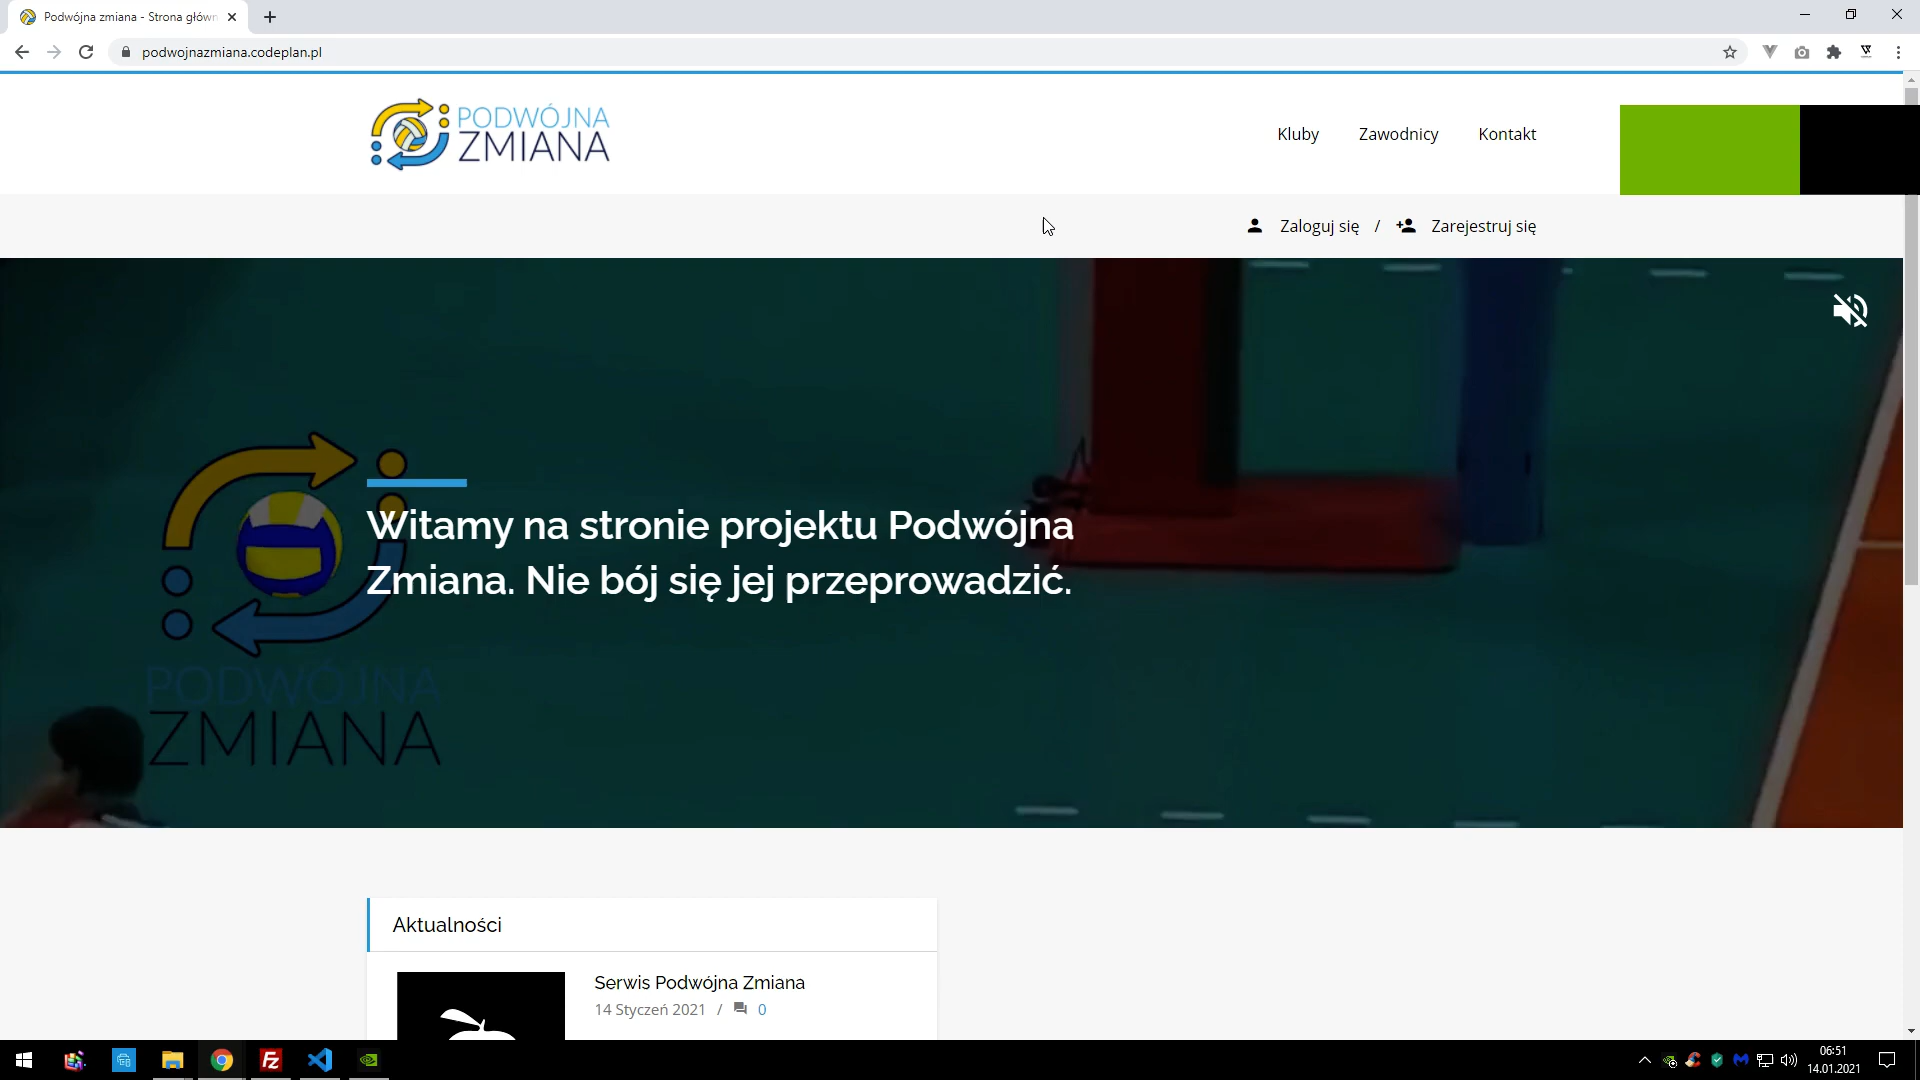 Podwójna zmiana - Strona główn
podwojnazmiana.codeplan.pl
PODWÓJNA
ZMIANA
Kluby
Zawodnicy
Kontakt
Zaloguj się / Zarejestruj się
Witamy na stronie projektu Podwójna
Zmiana. Nie bój się jej przeprowadzić.
PODWÓJNA
ZMIANA
Aktualności
Serwis Podwójna Zmiana
14 Styczeń 2021 / 0
Fz
06:51
14.01.2021